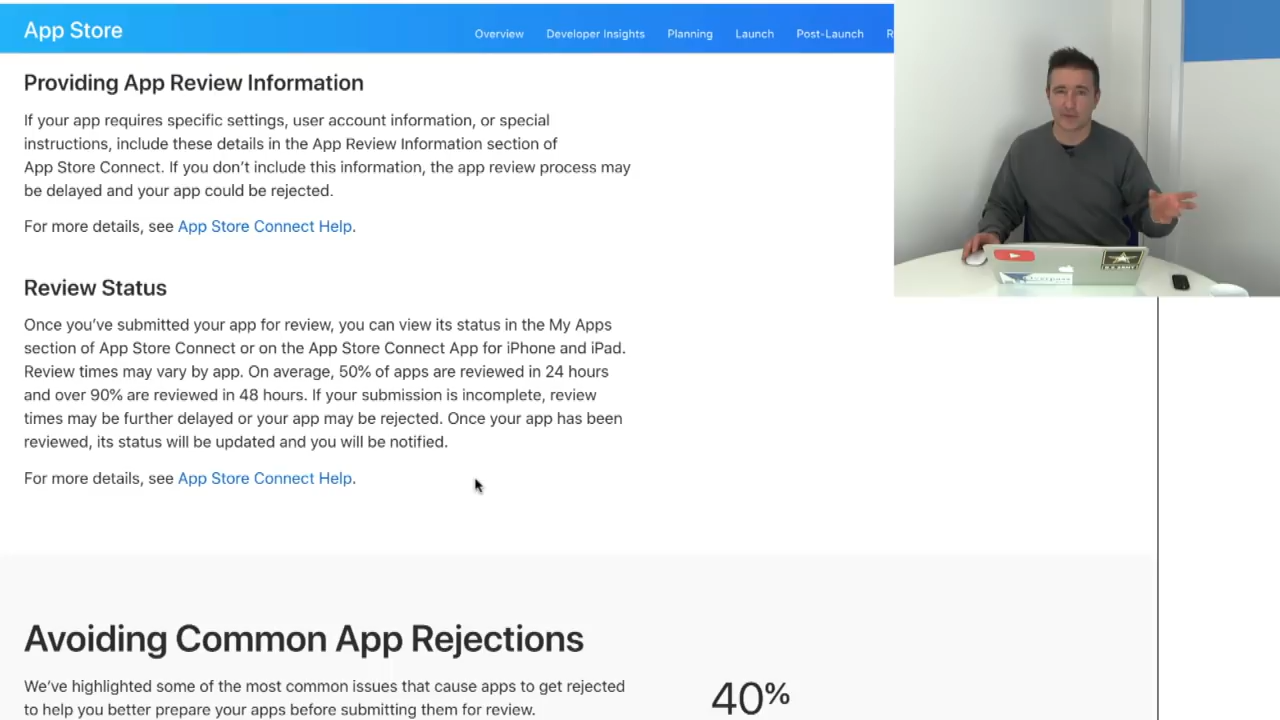 App Store
Overview Developer Insights Planning Launch Post-Launch R
Providing App Review Information
If your app requires specific settings, user account information, or special
instructions, include these details in the App Review Information section of
App Store Connect. If you don’t include this information, the app review process may
be delayed and your app could be rejected.
For more details, see App Store Connect Help.
Review Status
Once you’ve submitted your app for review, you can view its status in the My Apps
section of App Store Connect or on the App Store Connect App for iPhone and iPad.
Review times may vary by app. On average, 50% of apps are reviewed in 24 hours
and over 90% are reviewed in 48 hours. If your submission is incomplete, review
times may be further delayed or your app may be rejected. Once your app has been
reviewed, its status will be updated and you will be notified.
For more details, see App Store Connect Help.
Avoiding Common App Rejections
We’ve highlighted some of the most common issues that cause apps to get rejected
to help you better prepare your apps before submitting them for review.
40%
U.S. ARMY